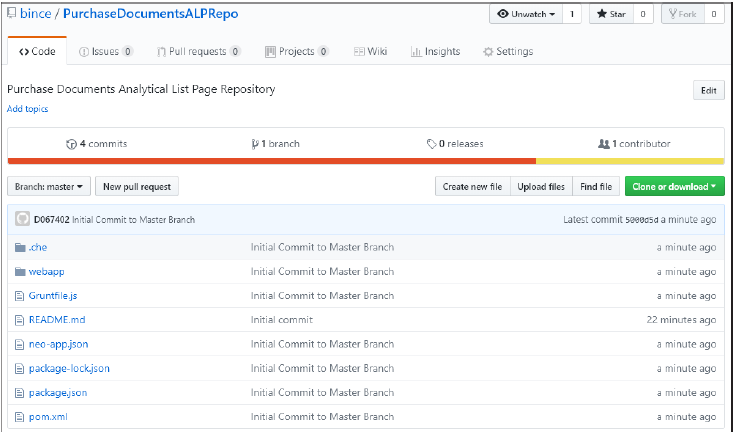 bince / PurchaseDocumentsALPRepo Unwatch 1 Star 0 Fork 0
Code Issues 0 Pull requests 0 Projects 0 Wiki Insights Settings
Purchase Documents Analytical List Page Repository Edit
Add topics
4 commits 1 branch 0 releases 1 contributor
Branch: master New pull request Create new file Upload files Find file Clone or download
D067402 Initial Commit to Master Branch Latest commit 5000d5d a minute ago
.che Initial Commit to Master Branch a minute ago
webapp Initial Commit to Master Branch a minute ago
Gruntfile.js Initial Commit to Master Branch a minute ago
README.md Initial commit 22 minutes ago
neo-app.json Initial Commit to Master Branch a minute ago
package-lock.json Initial Commit to Master Branch a minute ago
package.json Initial Commit to Master Branch a minute ago
pom.xml Initial Commit to Master Branch a minute ago